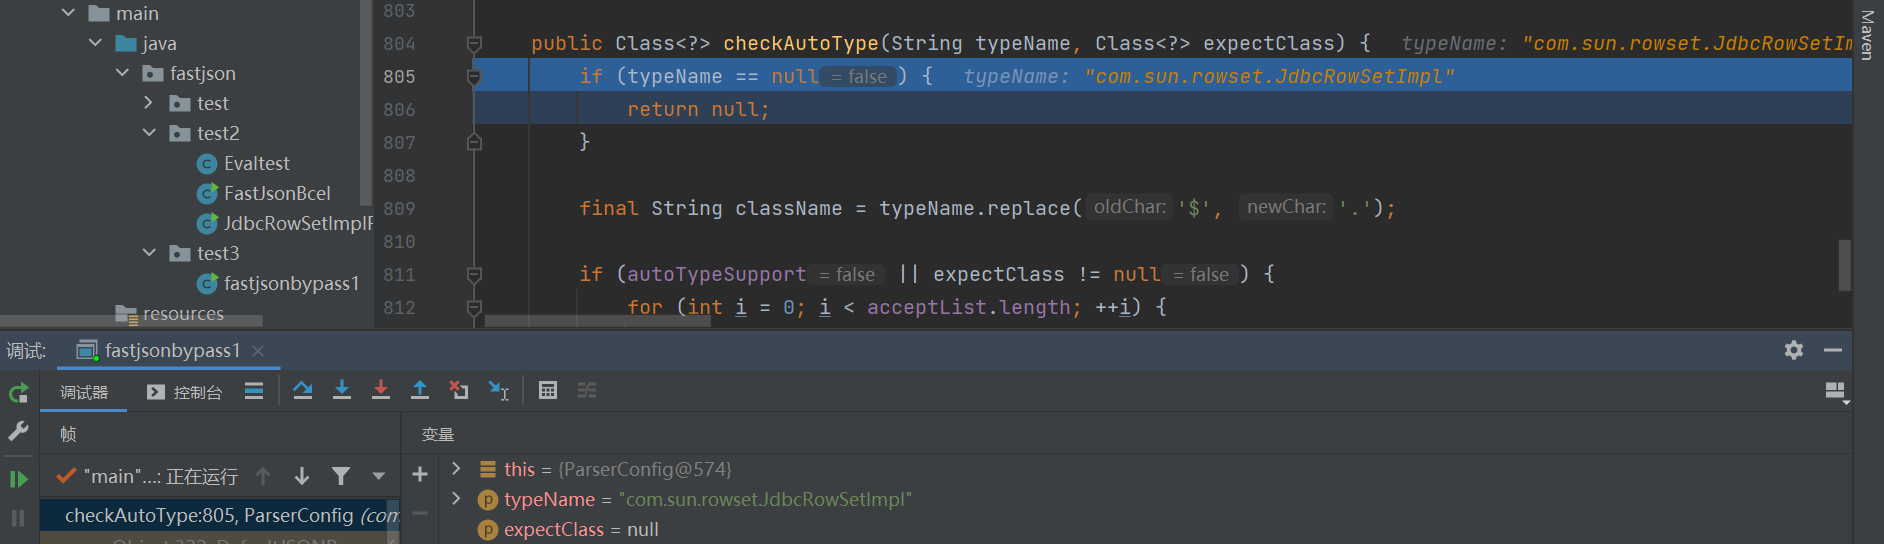 main
java
fastjson
test
test2
Evaltest
FastJsonBcel
JdbcRowSetImplF
test3
fastjsonbypass1
resources
803
804 public Class<?> checkAutoType(String typeName, Class<?> expectClass) { typeName: "com.sun.rowset.JdbcRowSetIm
805 if (typeName == null = false ) { typeName: "com.sun.rowset.JdbcRowSetImpl"
806 return null;
807 }
808
809 final String className = typeName.replace( oldChar: '$', newChar: '.');
810
811 if (autoTypeSupport = false || expectClass != null = false ) {
812 for (int i = 0; i < acceptList.length; ++i) {
Maven
调试: fastjsonbypass1
调试器 控制台
帧
变量
"main"...: 正在运行
checkAutoType:805, ParserConfig (com
this = {ParserConfig@574}
typeName = "com.sun.rowset.JdbcRowSetImpl"
expectClass = null